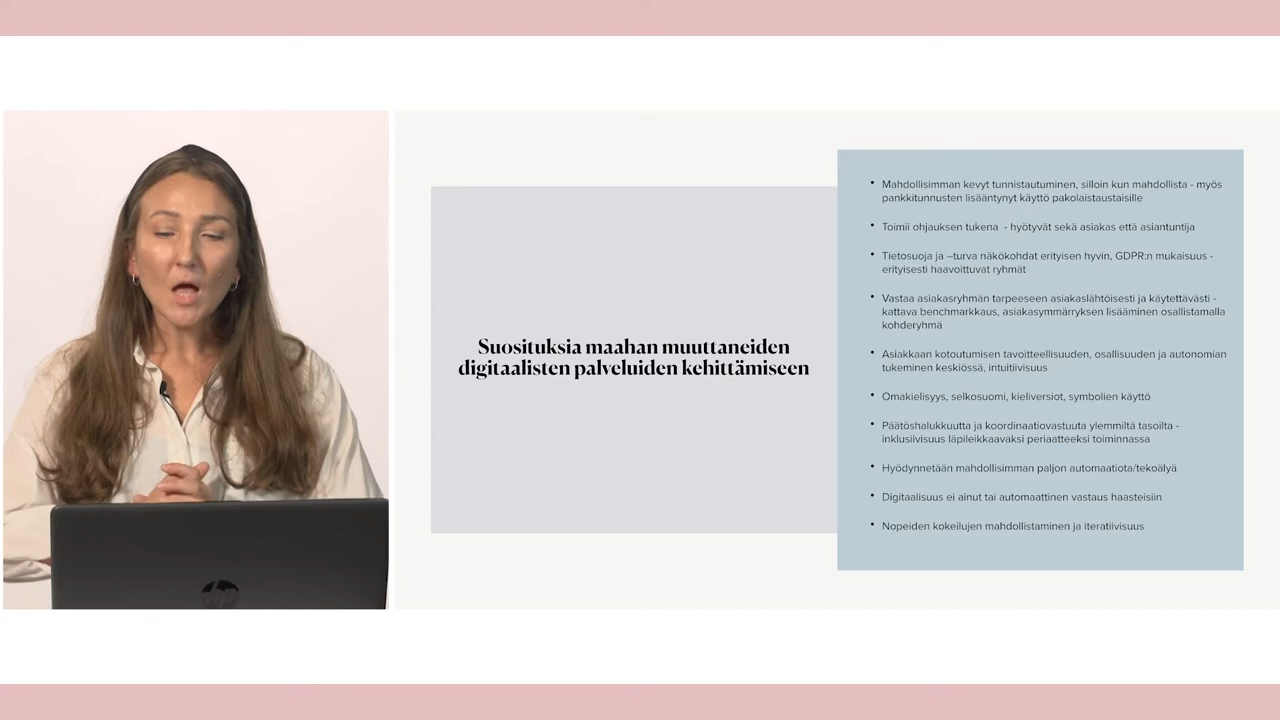 Suosituksia maahan muuttaneiden
digitaalisten palveluiden kehittämiseen
• Mahdollisimman kevyt tunnistautuminen, silloin kun mahdollista - myös
pankkitunnusten lisääntynyt käyttö pakolaistaustaisille
• Toimii ohjauksen tukena - hyötyvät sekä asiakas että asiantuntija
• Tietosuoja ja –turva näkökohdat erityisen hyvin, GDPR:n mukaisuus -
erityisesti haavoittuvat ryhmät
• Vastaa asiakasryhmän tarpeeseen asiakaslähtöisesti ja käytettävästi -
kattava benchmarkkaus, asiakasymmärryksen lisääminen osallistamalla
kohderyhmä
• Asiakkaan kotoutumisen tavoitteellisuuden, osallisuuden ja autonomian
tukeminen keskiössä, intuitiivisuus
• Omakielisyys, selkosuomi, kieliversiot, symbolien käyttö
• Päätöshalukkuutta ja koordinaatiovastuuta ylemmiltä tasoilta -
inklusiivisuus läpileikkaavaksi periaatteeksi toiminnassa
• Hyödynnetään mahdollisimman paljon automaatiota/tekoälyä
• Digitaalisuus ei ainut tai automaattinen vastaus haasteisiin
• Nopeiden kokeilujen mahdollistaminen ja iteratiivisuus
hp